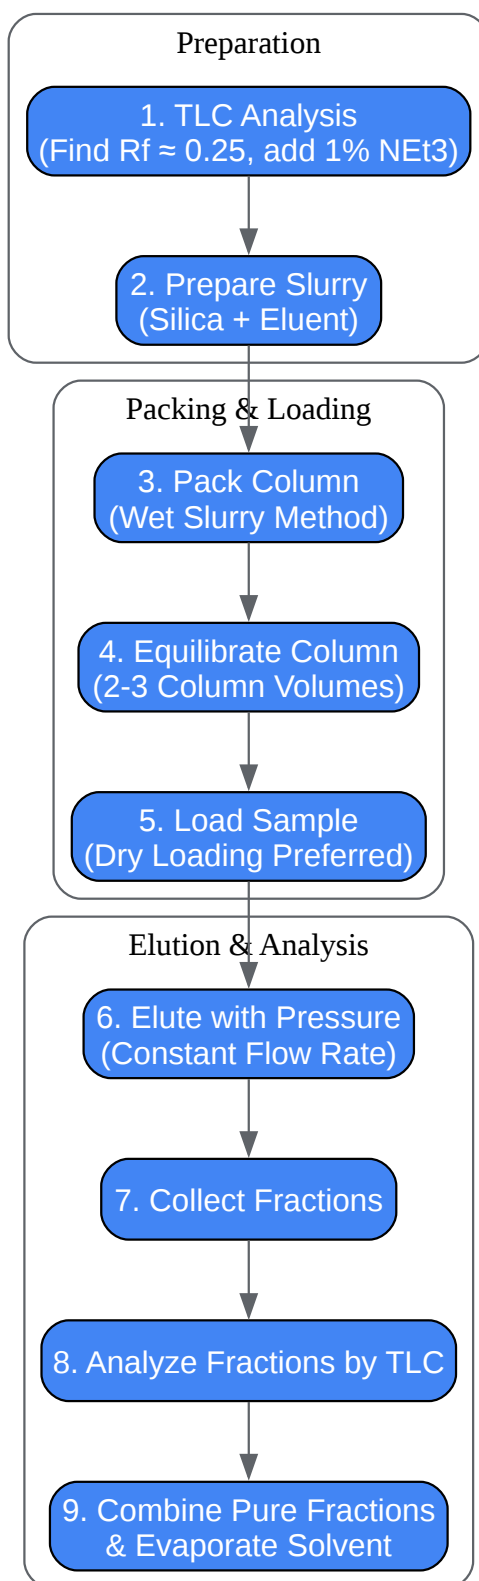 Preparation
1. TLC Analysis
(Find Rf ≈ 0.25, add 1% NEt3)
2. Prepare Slurry
(Silica + Eluent)
Packing & Loading
3. Pack Column
(Wet Slurry Method)
4. Equilibrate Column
(2-3 Column Volumes)
5. Load Sample
(Dry Loading Preferred)
Elution & Analysis
6. Elute with Pressure
(Constant Flow Rate)
7. Collect Fractions
8. Analyze Fractions by TLC
9. Combine Pure Fractions
& Evaporate Solvent